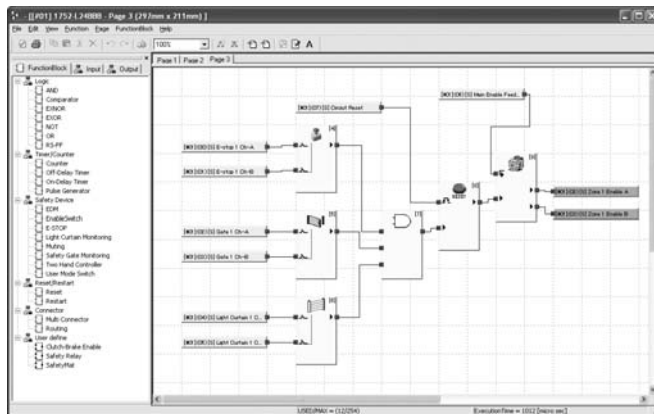 [[#01] 1752-L24BBB - Page 3 (297mm x 211mm) ]
File Edit View Function Page FunctionBlock Help
100%
Page 1 Page 2 Page 3
FunctionBlock Input Output
Logic
AND
Comparator
EXNOR
EXOR
NOT
OR
RS-FF
Timer/Counter
Counter
Off-Delay Timer
On-Delay Timer
Pulse Generator
Safety Device
EDM
EnableSwitch
E-STOP
Light Curtain Monitoring
Muting
Safety Gate Monitoring
Two Hand Controller
User Mode Switch
Reset/Restart
Reset
Restart
Connector
Multi Connector
Routing
User define
Clutch-Brake Enable
Safety Relay
SafetyMat
Circuit Reset
Man Enable Feed...
E-stop 1 Ch-A
E-stop 1 Ch-B
Gate 1 Ch-A
Gate 1 Ch-B
Light Curtain 1 C...
Light Curtain 1 C...
RESET
Zone 1 Enable A
Zone 1 Enable B
USED/MAX = (12/254)
ExecutionTime = 1012 [micro sec]